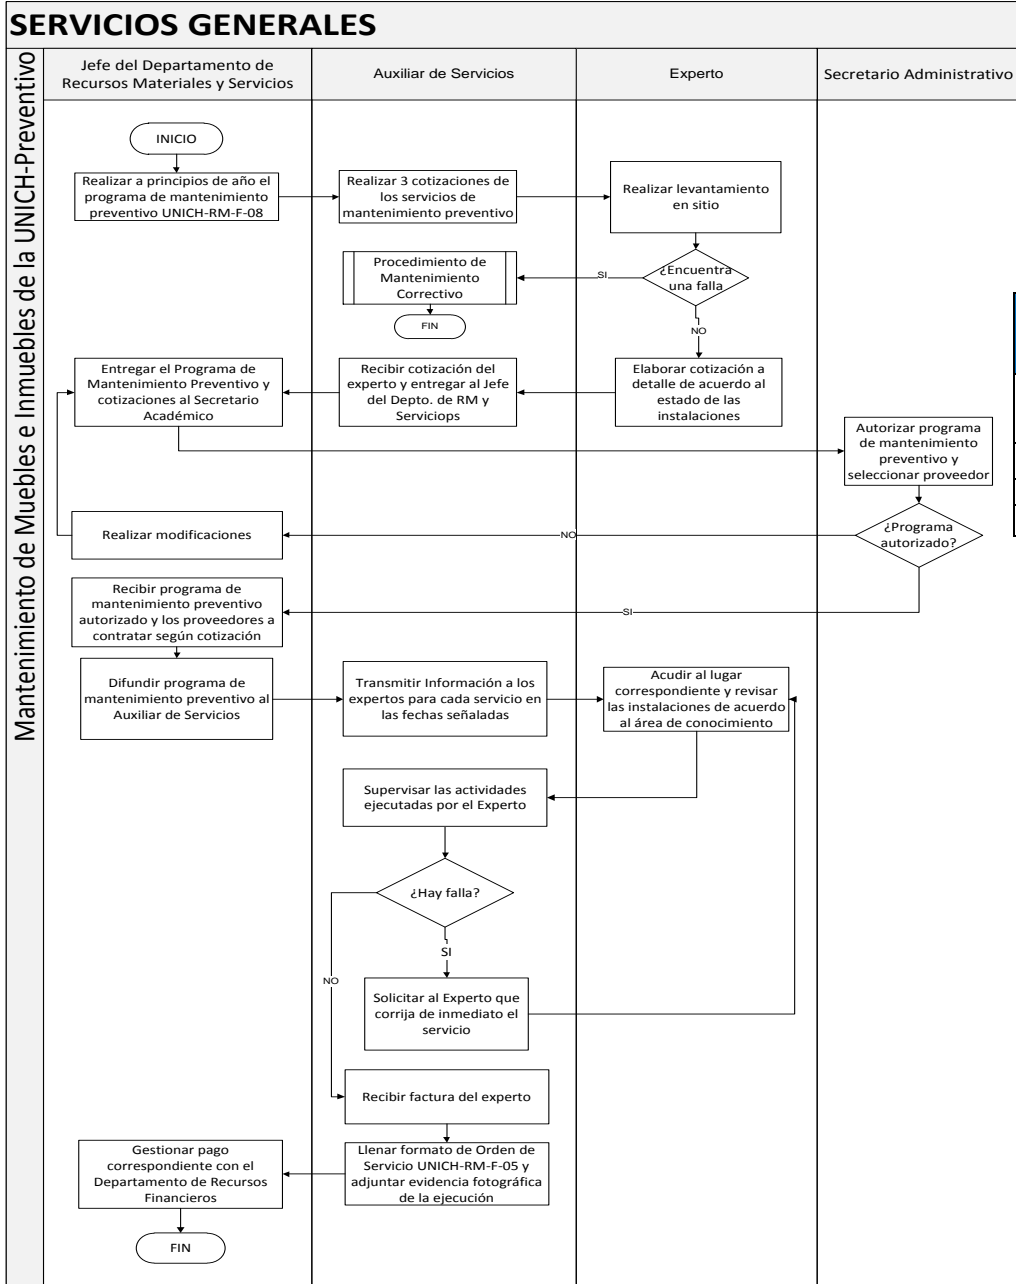 SERVICIOS GENERALES
Mantenimiento de Muebles e Inmuebles de la UNICH-Preventivo
Jefe del Departamento de
Recursos Materiales y Servicios
Auxiliar de Servicios
Experto
Secretario Administrativo
INICIO
Realizar a principios de año el
programa de mantenimiento
preventivo UNICH-RM-F-08
Realizar 3 cotizaciones de
los servicios de
mantenimiento preventivo
Realizar levantamiento
en sitio
Procedimiento de
Mantenimiento
Correctivo
SI
¿Encuentra
una falla
FIN
NO
Entregar el Programa de
Mantenimiento Preventivo y
cotizaciones al Secretario
Académico
Recibir cotización del
experto y entregar al Jefe
del Depto. de RM y
Serviciops
Elaborar cotización a
detalle de acuerdo al
estado de las
instalaciones
Autorizar programa
de mantenimiento
preventivo y
seleccionar proveedor
Realizar modificaciones
NO
¿Programa
autorizado?
Recibir programa de
mantenimiento preventivo
autorizado y los proveedores a
contratar según cotización
SI
Difundir programa de
mantenimiento preventivo al
Auxiliar de Servicios
Transmitir Información a los
expertos para cada servicio en
las fechas señaladas
Acudir al lugar
correspondiente y revisar
las instalaciones de acuerdo
al área de conocimiento
Supervisar las actividades
ejecutadas por el Experto
¿Hay falla?
SI
NO
Solicitar al Experto que
corrija de inmediato el
servicio
Recibir factura del experto
Gestionar pago
correspondiente con el
Departamento de Recursos
Financieros
Llenar formato de Orden de
Servicio UNICH-RM-F-05 y
adjuntar evidencia fotográfica
de la ejecución
FIN